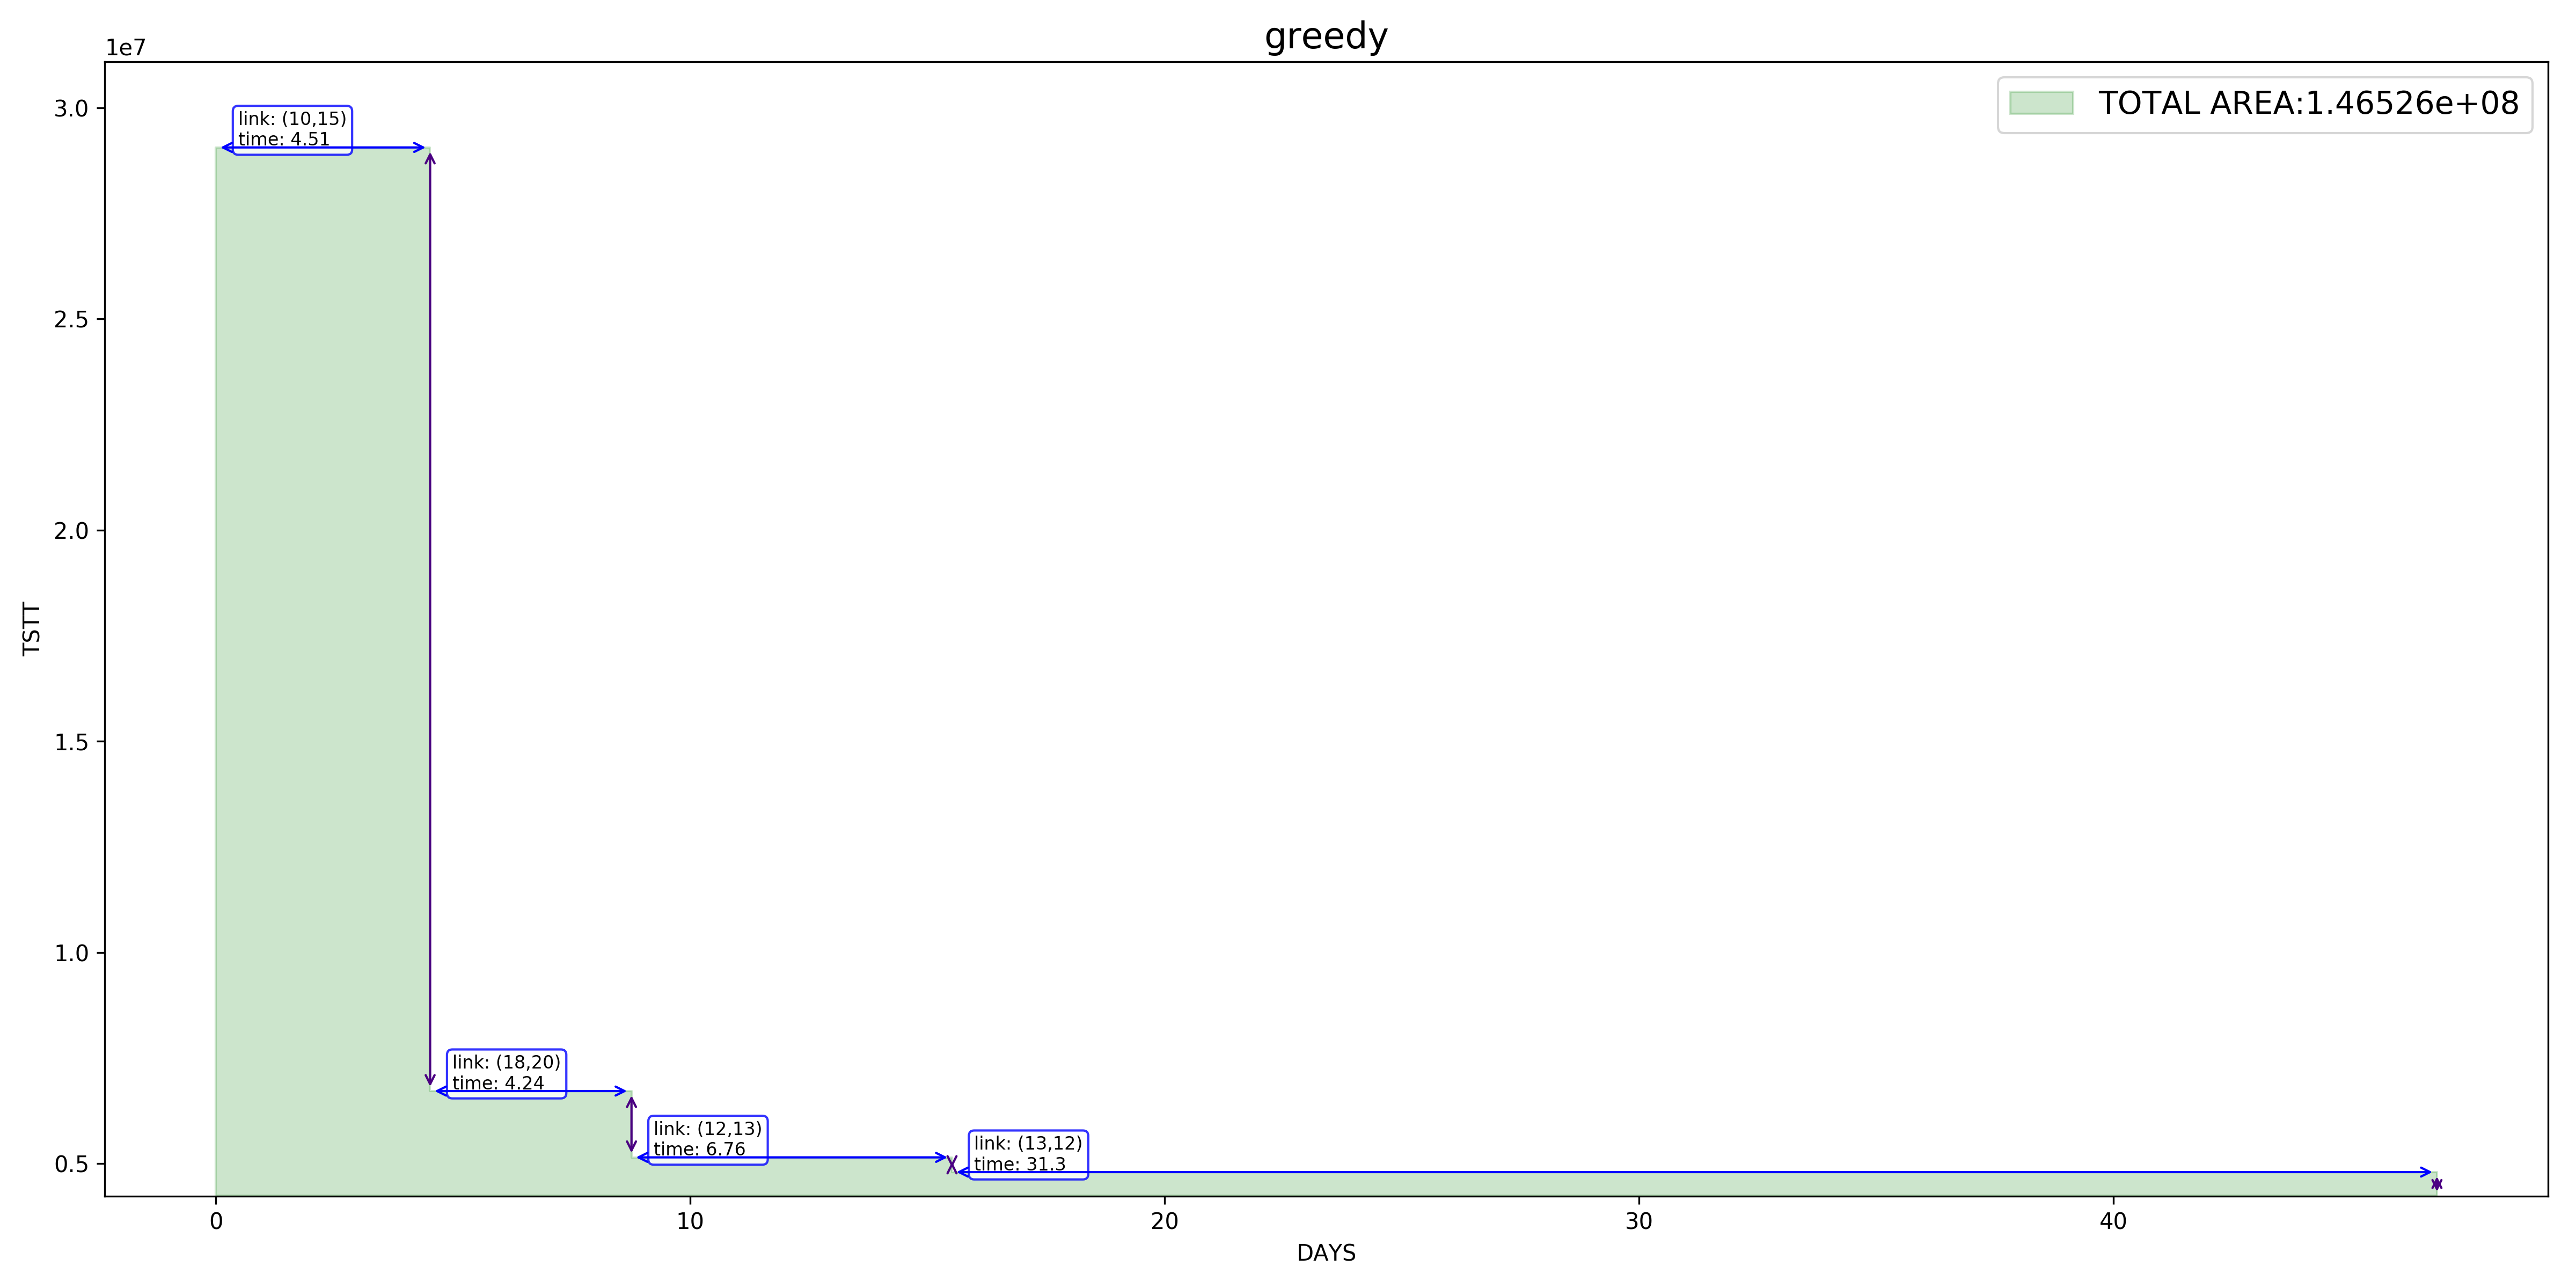 greedy
1e7
TOTAL AREA:1.46526e+08
3.0
2.5
2.0
1.5
1.0
0.5
TSTT
link: (10,15)
time: 4.51
link: (18,20)
time: 4.24
link: (12,13)
time: 6.76
link: (13,12)
time: 31.3
0
10
20
30
40
DAYS